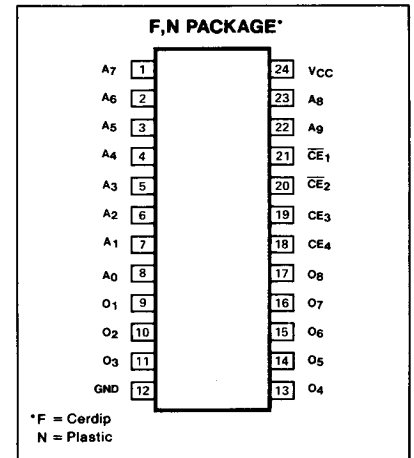 F,N PACKAGE*
A7 1 24 VCC
A6 2 23 A8
A5 3 22 A9
A4 4 21 C̅E̅1
A3 5 20 C̅E̅2
A2 6 19 CE3
A1 7 18 CE4
A0 8 17 O8
O1 9 16 O7
O2 10 15 O6
O3 11 14 O5
GND 12 13 O4
*F = Cerdip
N = Plastic